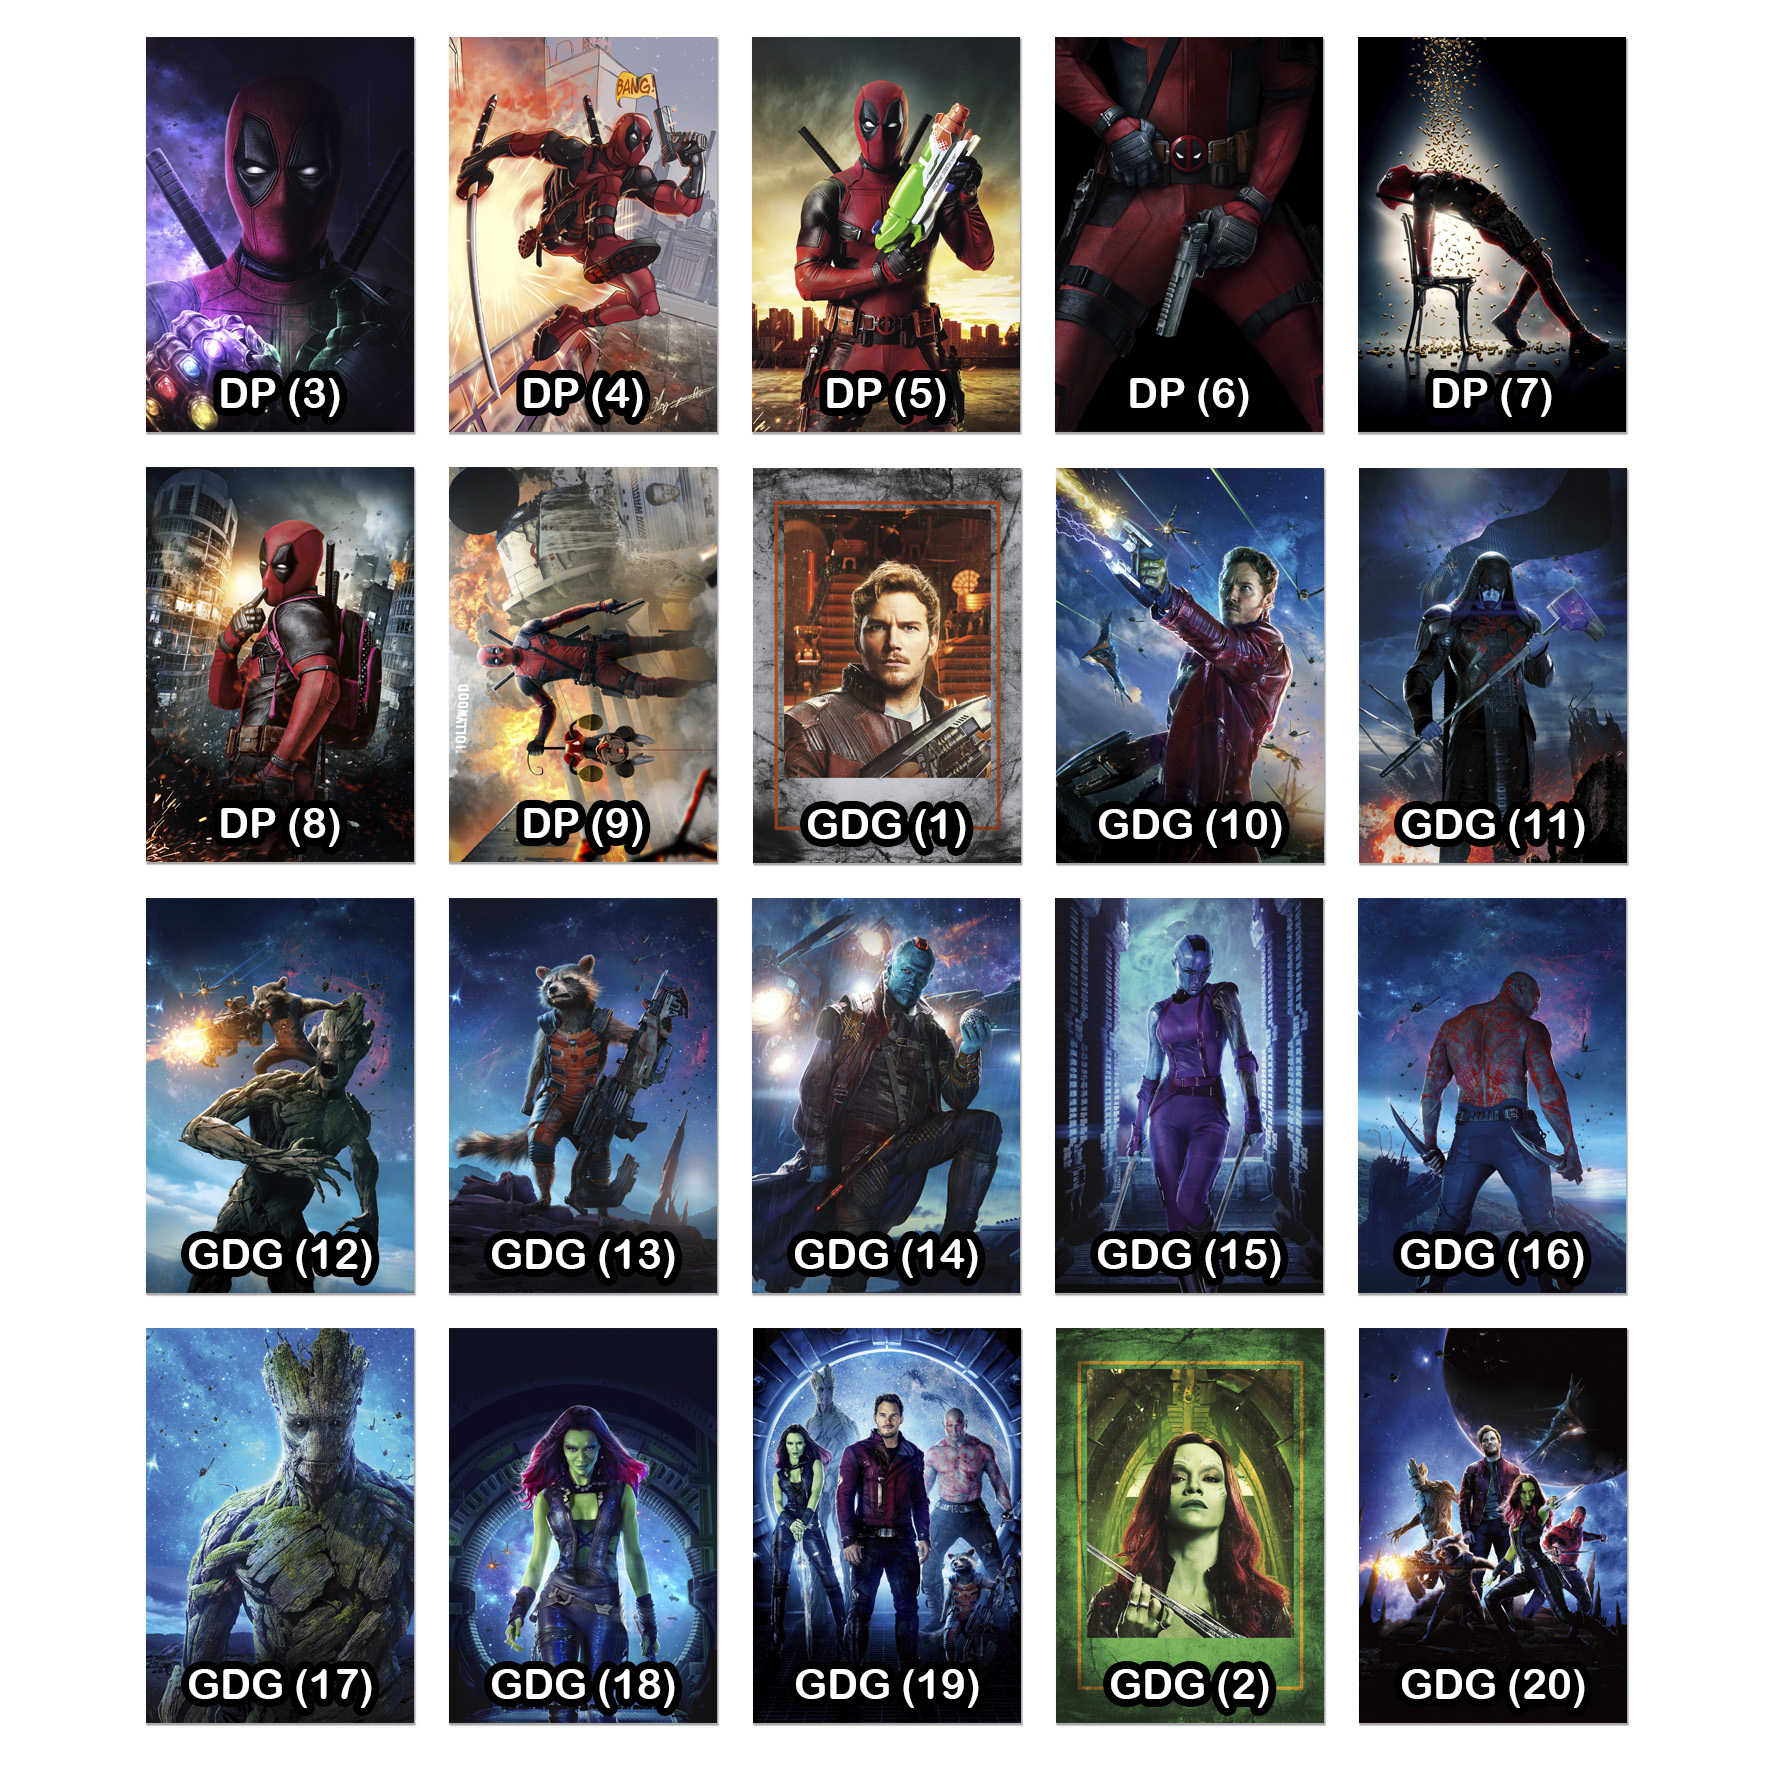 BANG!
DP (3)
DP (4)
DP (5)
DP (6)
DP (7)
HOLLYWOOD
DP (8)
DP (9)
GDG (1)
GDG (10)
GDG (11)
GDG (12)
GDG (13)
GDG (14)
GDG (15)
GDG (16)
GDG (17)
GDG (18)
GDG (19)
GDG (2)
GDG (20)